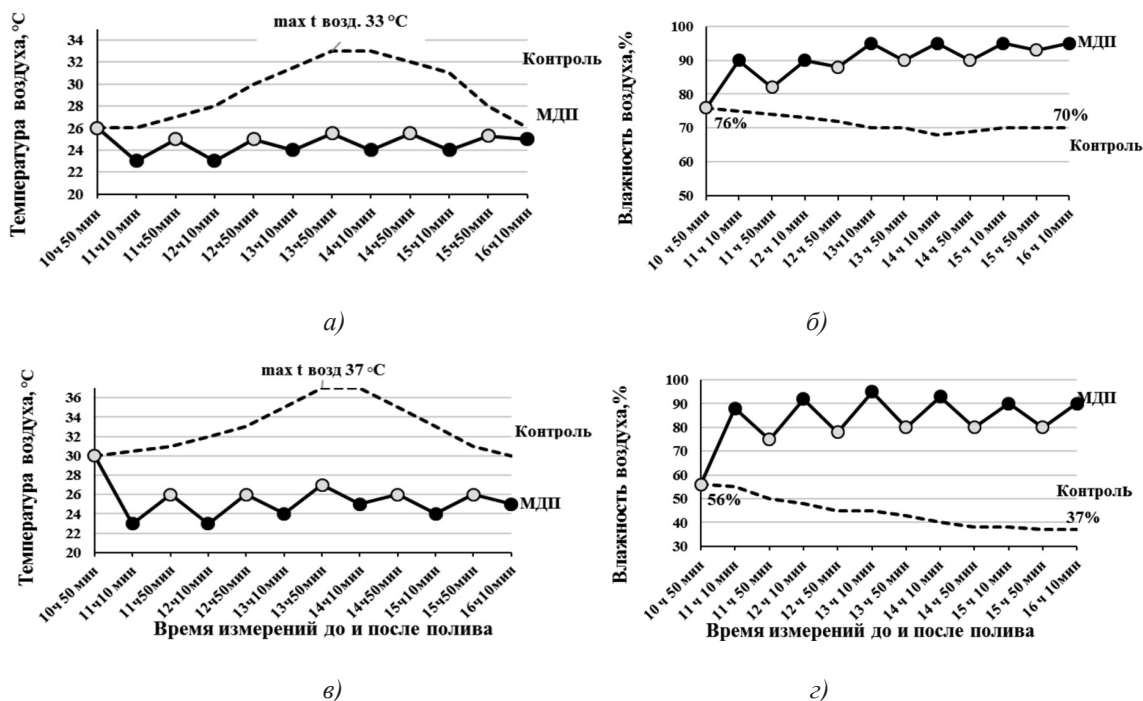 Температура воздуха,°С
max t возд. 33 °С
34
32
30
28
26
24
22
20
Контроль
МДП
10ч 50 мин
11ч10 мин
11ч50мин
12ч10мин
12ч50мин
13ч10мин
13ч50мин
14ч10мин
14ч50мин
15ч10мин
15ч50мин
16ч10мин
а)
Влажность воздуха,%
100
90
80
70
60
50
76%
70%
МДП
Контроль
10 ч 50 мин
11 ч 10 мин
11 ч 50 мин
12 ч 10 мин
12 ч 50 мин
13 ч10мин
13 ч 50 мин
14 ч 10 мин
14 ч 50 мин
15 ч 10 мин
15 ч 50 мин
16 ч 10мин
б)
Температура воздуха,°С
max t возд 37 °С
36
34
32
30
28
26
24
22
20
Контроль
МДП
10ч 50 мин
11ч10 мин
11ч50мин
12ч10мин
12ч50мин
13ч10мин
13ч50мин
14ч10мин
14ч50мин
15ч10мин
15ч50мин
16ч10мин
Время измерений до и после полива
в)
Влажность воздуха,%
100
90
80
70
60
50
40
30
56%
37%
МДП
Контроль
10 ч 50 мин
11 ч 10 мин
11 ч 50 мин
12 ч 10 мин
12 ч 50 мин
13 ч 10 мин
13 ч 50 мин
14 ч 10 мин
14 ч 50 мин
15 ч 10 мин
15 ч 50 мин
16 ч 10мин
Время измерений до и после полива
г)